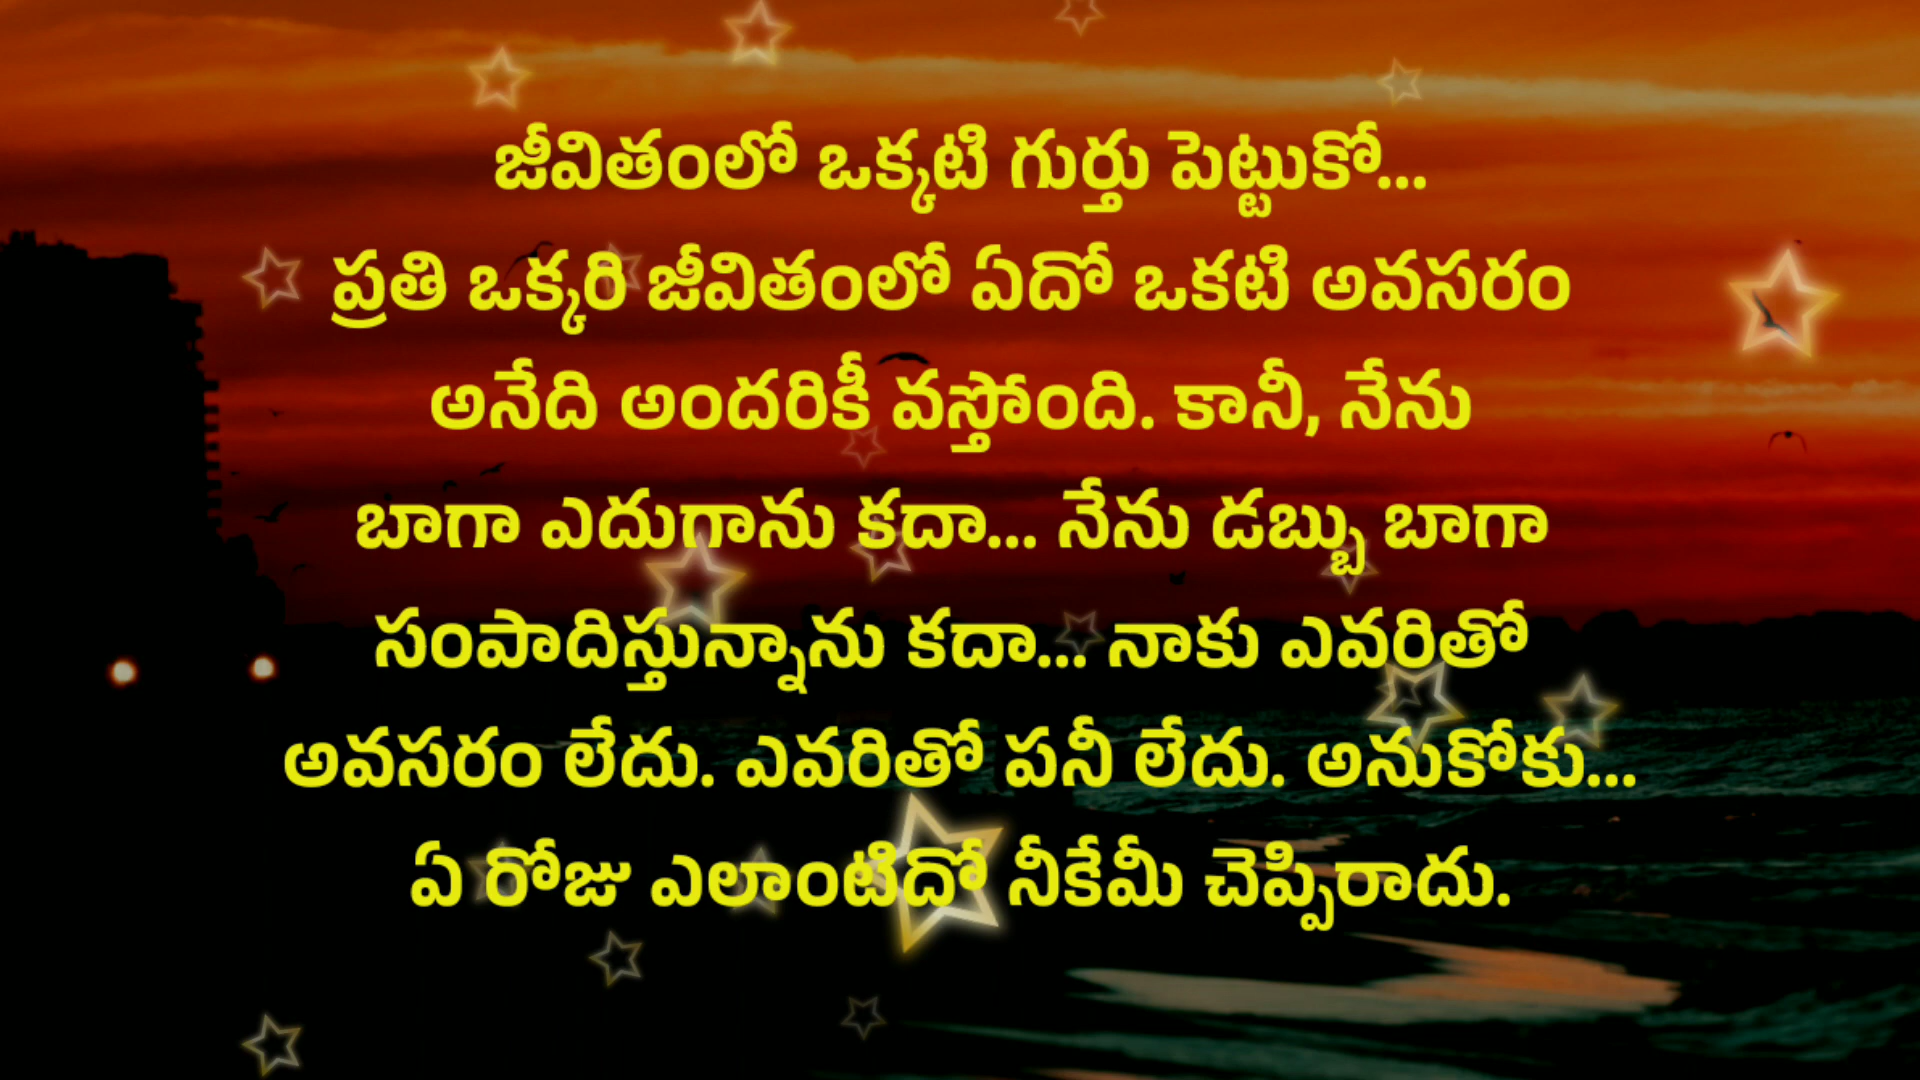 జీవితంలో ఒక్కటి గుర్తు పెట్టుకో...
ప్రతి ఒక్కరి జీవితంలో ఏదో ఒకటి అవసరం
అనేది అందరికీ వస్తోంది. కానీ, నేను
బాగా ఎదుగాను కదా... నేను డబ్బు బాగా
సంపాదిస్తున్నాను కదా... నాకు ఎవరితో
అవసరం లేదు. ఎవరితో పనీ లేదు. అనుకోకు...
ఏ రోజు ఎలాంటిదో నీకేమీ చెప్పిరాదు.